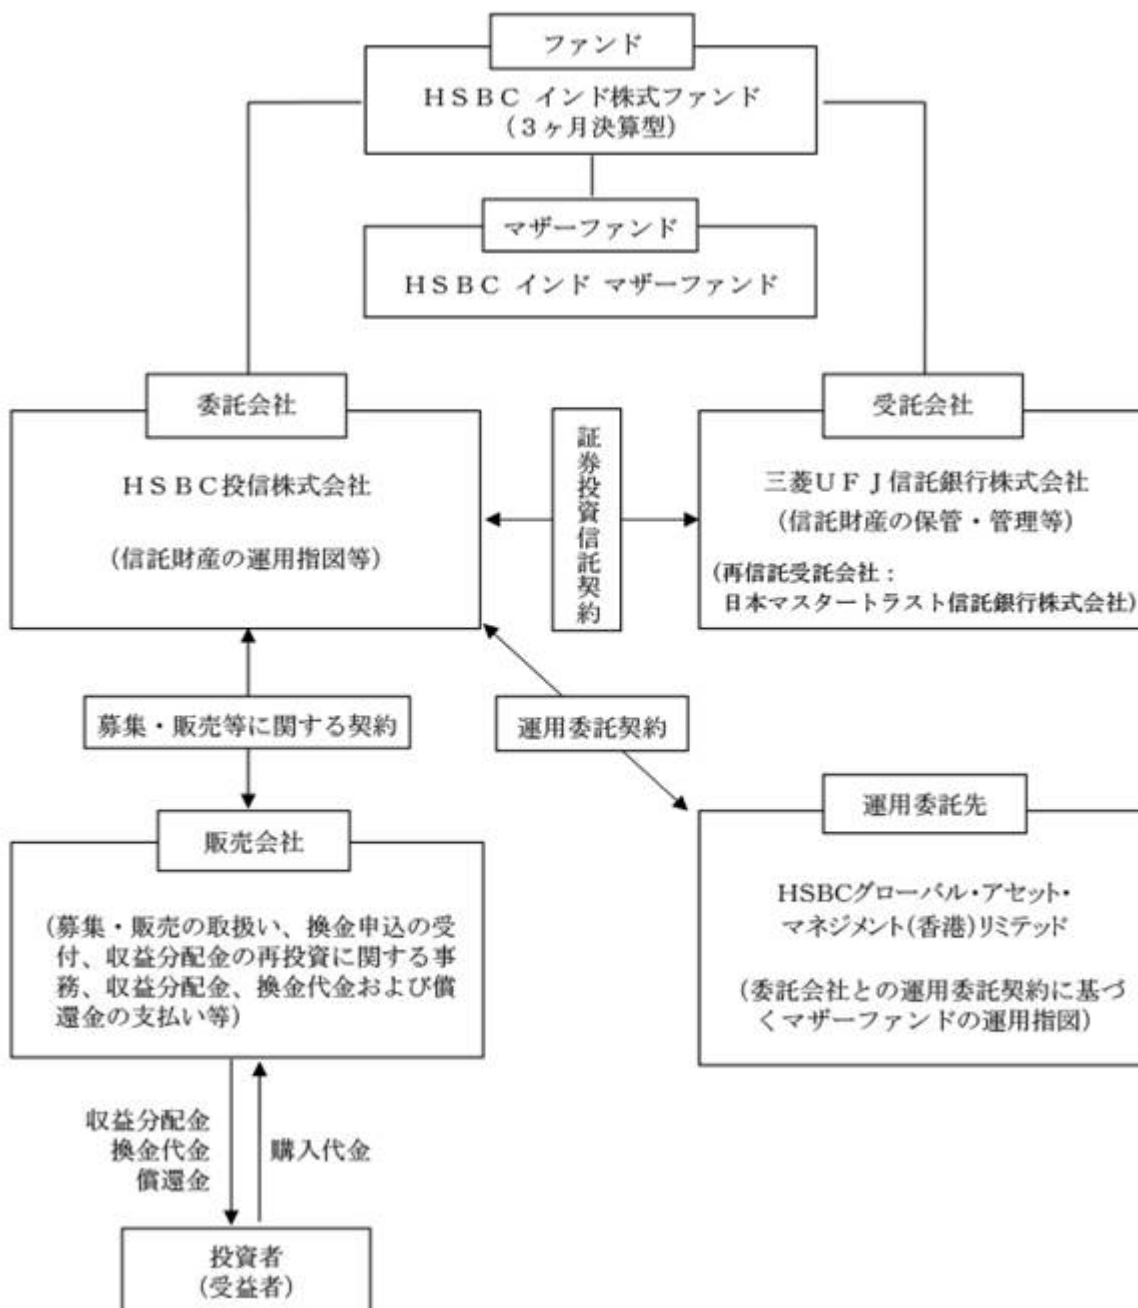 ファンド
HSBC インド株式ファンド
(3ヶ月決算型)
マザーファンド
HSBC インド マザーファンド
委託会社
HSBC投信株式会社
(信託財産の運用指図等)
証券投資信託契約
受託会社
三菱UFJ信託銀行株式会社
(信託財産の保管・管理等)
(再信託受託会社:
日本マスタートラスト信託銀行株式会社)
募集・販売等に関する契約
運用委託契約
販売会社
(募集・販売の取扱い、換金申込の受
付、収益分配金の再投資に関する事
務、収益分配金、換金代金および償
還金の支払い等)
運用委託先
HSBCグローバル・アセット・
マネジメント(香港)リミテッド
(委託会社との運用委託契約に基づ
くマザーファンドの運用指図)
収益分配金
換金代金
償還金
購入代金
投資者
(受益者)